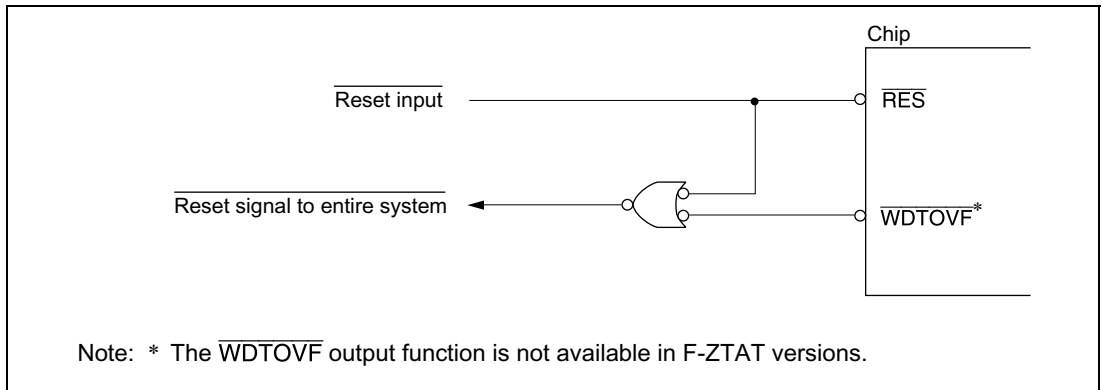 Chip
Reset input
RES
Reset signal to entire system
WDTOVF*
Note: * The WDTOVF output function is not available in F-ZTAT versions.